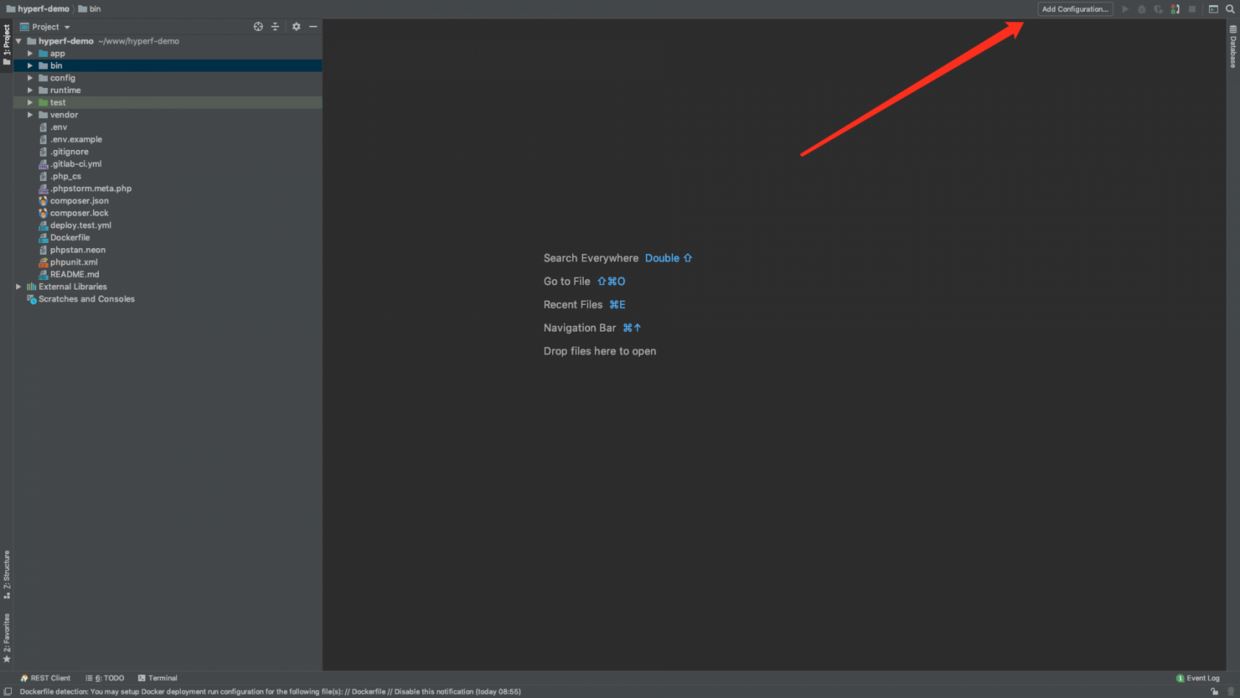 hyperf-demo bin
Add Configuration...
Project
1: Project
hyperf-demo ~/www/hyperf-demo
app
bin
config
runtime
test
vendor
.env
.env.example
.gitignore
.gitlab-ci.yml
.php_cs
.phpstorm.meta.php
composer.json
composer.lock
deploy.test.yml
Dockerfile
phpstan.neon
phpunit.xml
README.md
External Libraries
Scratches and Consoles
Search Everywhere Double ⇧
Go to File ⇧⌘O
Recent Files ⌘E
Navigation Bar ⌘↑
Drop files here to open
Database
Z: Structure
2: Favorites
REST Client 6: TODO Terminal
1 Event Log
Dockerfile detection: You may setup Docker deployment run configuration for the following file(s): // Dockerfile // Disable this notification (today 08:55)